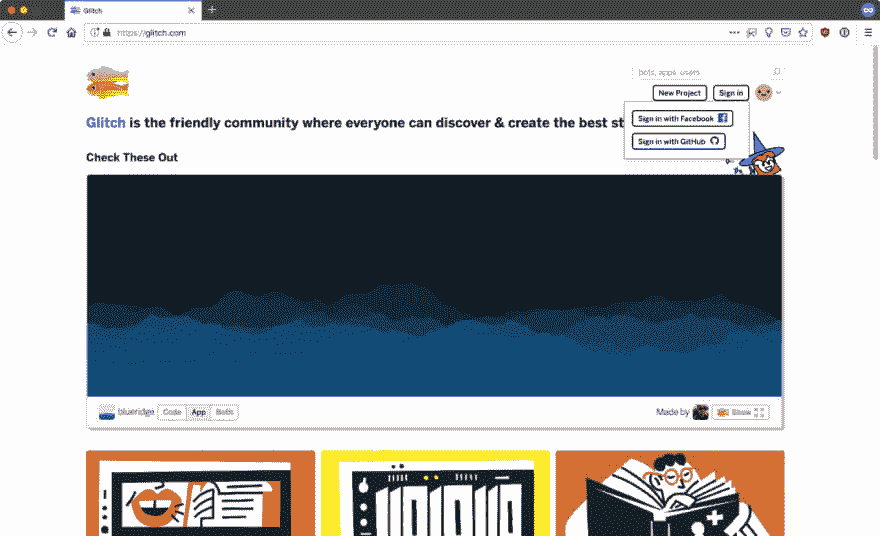 Glitch
https://glitch.com
bots, apps, users
New Project Sign in
Sign in with Facebook
Sign in with GitHub
Glitch is the friendly community where everyone can discover & create the best st
Check These Out
blueridge Code App Both Made by Show